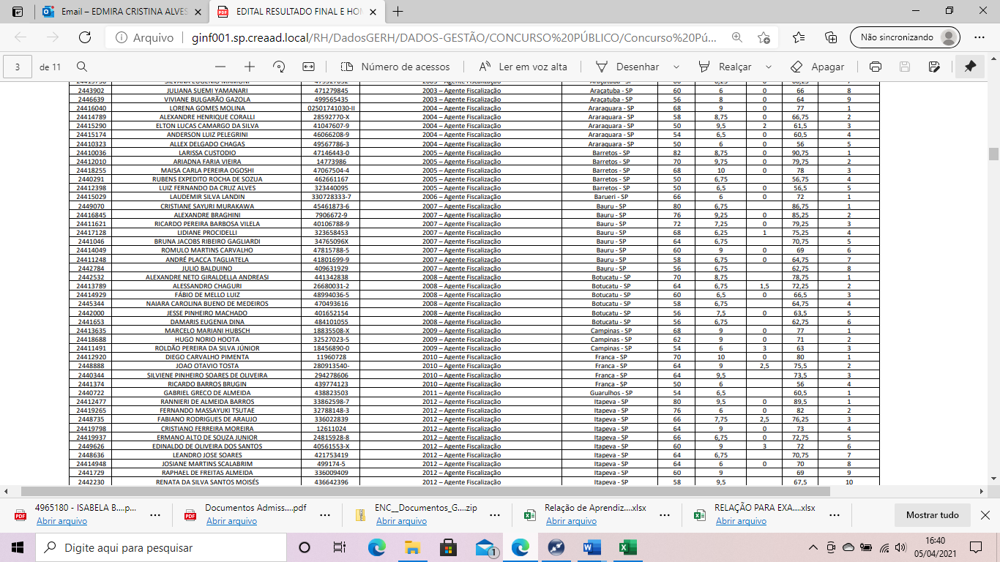 Email – EDMIRA CRISTINA ALVES
EDITAL RESULTADO FINAL E HO
Arquivo ginf001.sp.creaad.local/RH/DadosGERH/DADOS-GESTÃO/CONCURSO%20PÚBLICO/Concurso%20Pú...
Não sincronizando
3 de 11
Número de acessos
Ler em voz alta
Desenhar
Realçar
Apagar
2443902 JULIANA SUEMI YAMANARI 471279845 2003 – Agente Fiscalização Araçatuba - SP 60 6 0 66 8
2446639 VIVIANE BULGARÃO GAZOLA 499565435 2003 – Agente Fiscalização Araçatuba - SP 56 8 0 64 9
24416040 LORENA GOMES MOLINA 02501741030-II 2004 – Agente Fiscalização Araraquara - SP 68 9 0 77 1
24414789 ALEXANDRE HENRIQUE CORALLI 28592770-X 2004 – Agente Fiscalização Araraquara - SP 58 8,75 0 66,75 2
24415290 ELTON LUCAS CAMARGO DA SILVA 41047607-9 2004 – Agente Fiscalização Araraquara - SP 50 9,5 2 61,5 3
24415174 ANDERSON LUIZ PELEGRINI 46066208-9 2004 – Agente Fiscalização Araraquara - SP 54 6,5 0 60,5 4
24410323 ALLEX DELGADO CHAGAS 49567786-3 2004 – Agente Fiscalização Araraquara - SP 50 6 0 56 5
24410036 LARISSA CUSTODIO 47146443-0 2005 – Agente Fiscalização Barretos - SP 82 8,75 0 90,75 1
24412010 ARIADNA FARIA VIEIRA 14773986 2005 – Agente Fiscalização Barretos - SP 70 9,75 0 79,75 2
24418255 MAISA CARLA PEREIRA OGOSHI 47067504-4 2005 – Agente Fiscalização Barretos - SP 68 10 0 78 3
2440291 RUBENS EXPEDITO ROCHA DE SOZUA 462661167 2005 – Agente Fiscalização Barretos - SP 50 6,75 56,75 4
24412398 LUIZ FERNANDO DA CRUZ ALVES 323440095 2005 – Agente Fiscalização Barretos - SP 50 6,5 0 56,5 5
24415029 LAUDEMIR SILVA LANDIN 330728333-7 2006 – Agente Fiscalização Barueri - SP 66 6 0 72 1
2449070 CRISTIANE SAYURI MURAKAWA 45461873-6 2007 – Agente Fiscalização Bauru - SP 80 6,75 86,75 1
24416845 ALEXANDRE BRAGHINI 7906672-9 2007 – Agente Fiscalização Bauru - SP 76 9,25 0 85,25 2
24411621 RICARDO PEREIRA BARBOSA VILELA 40106788-9 2007 – Agente Fiscalização Bauru - SP 72 7,25 0 79,25 3
24417128 LIDIANE PROCIDELLI 323658453 2007 – Agente Fiscalização Bauru - SP 68 6,25 1 75,25 4
2441046 BRUNA JACOBS RIBEIRO GAGLIARDI 34765096X 2007 – Agente Fiscalização Bauru - SP 64 6,75 70,75 5
24414049 ROMULO MARTINS CARVALHO 47815788-5 2007 – Agente Fiscalização Bauru - SP 60 9 0 69 6
24411248 ANDRÉ PLACCA TAGLIATELA 41801699-9 2007 – Agente Fiscalização Bauru - SP 58 6,75 0 64,75 7
2442784 JULIO BALDUINO 409631929 2007 – Agente Fiscalização Bauru - SP 56 6,75 62,75 8
2442532 ALEXANDRE NETO GIRALDELLA ANDREASI 441342838 2008 – Agente Fiscalização Botucatu - SP 70 8,75 78,75 1
24413789 ALESSANDRO CHAGURI 26680031-2 2008 – Agente Fiscalização Botucatu - SP 64 6,75 1,5 72,25 2
24414929 FÁBIO DE MELLO LUIZ 48994036-5 2008 – Agente Fiscalização Botucatu - SP 60 6,5 0 66,5 3
2445344 NAIARA CAROLINA BUENO DE MEDEIROS 470493616 2008 – Agente Fiscalização Botucatu - SP 58 6,75 64,75 4
2442000 JESSE PINHEIRO MACHADO 401652154 2008 – Agente Fiscalização Botucatu - SP 56 7,5 0 63,5 5
2441653 DAMARIS EUGENIA DINA 484101055 2008 – Agente Fiscalização Botucatu - SP 56 6,75 62,75 6
24413635 MARCELO MARIANI HUBSCH 18835508-X 2009 – Agente Fiscalização Campinas - SP 68 9 0 77 1
24418688 HUGO NORIO HOOTA 32527023-5 2009 – Agente Fiscalização Campinas - SP 62 9 0 71 2
24411491 ROLDÃO PEREIRA DA SILVA JÚNIOR 18456890-0 2009 – Agente Fiscalização Campinas - SP 54 6 3 63 3
24412920 DIEGO CARVALHO PIMENTA 11960728 2010 – Agente Fiscalização Franca - SP 70 10 0 80 1
2448888 JOAO OTAVIO TOSTA 280913540- 2010 – Agente Fiscalização Franca - SP 64 9 2,5 75,5 2
2440344 SILVIENE PINHEIRO SOARES DE OLIVEIRA 294278606 2010 – Agente Fiscalização Franca - SP 64 9,5 73,5 3
2441374 RICARDO BARROS BRUGIN 439774123 2010 – Agente Fiscalização Franca - SP 50 6 56 4
2440722 GABRIEL GRECO DE ALMEIDA 438823503 2011 – Agente Fiscalização Guarulhos - SP 54 6,5 60,5 1
24412477 RANNIERI DE ALMEIDA BARROS 33862598-7 2012 – Agente Fiscalização Itapeva - SP 80 9,5 0 89,5 1
24419265 FERNANDO MASSAYUKI TSUTAE 32788148-3 2012 – Agente Fiscalização Itapeva - SP 76 6 0 82 2
2448735 FABIANO RODRIGUES DE ARAUJO 336022839 2012 – Agente Fiscalização Itapeva - SP 66 7,75 2,5 76,25 3
24419798 CRISTIANO FERREIRA MOREIRA 12611024 2012 – Agente Fiscalização Itapeva - SP 64 9 0 73 4
24419937 ERMANO ALTO DE SOUZA JUNIOR 24815928-8 2012 – Agente Fiscalização Itapeva - SP 66 6,75 0 72,75 5
2449626 EDINALDO DE OLIVEIRA DOS SANTOS 40561553-X 2012 – Agente Fiscalização Itapeva - SP 60 9 3 72 6
2448636 LEANDRO JOSE SOARES 421753419 2012 – Agente Fiscalização Itapeva - SP 64 6,75 70,75 7
24414948 JOSIANE MARTINS SCALABRIM 499174-5 2012 – Agente Fiscalização Itapeva - SP 64 6 0 70 8
2441729 RAPHAEL DE FREITAS ALMEIDA 336009409 2012 – Agente Fiscalização Itapeva - SP 60 9 69 9
2442230 RENATA DA SILVA SANTOS MOISÉS 436642396 2012 – Agente Fiscalização Itapeva - SP 58 9,5 67,5 10
4965180 - ISABELA B....p...
Abrir arquivo
Documentos Admiss....pdf
Abrir arquivo
ENC__Documentos_G....zip
Abrir arquivo
Relação de Aprendiz....xlsx
Abrir arquivo
RELAÇÃO PARA EXA....xlsx
Abrir arquivo
Mostrar tudo
Digite aqui para pesquisar
1
16:40
05/04/2021